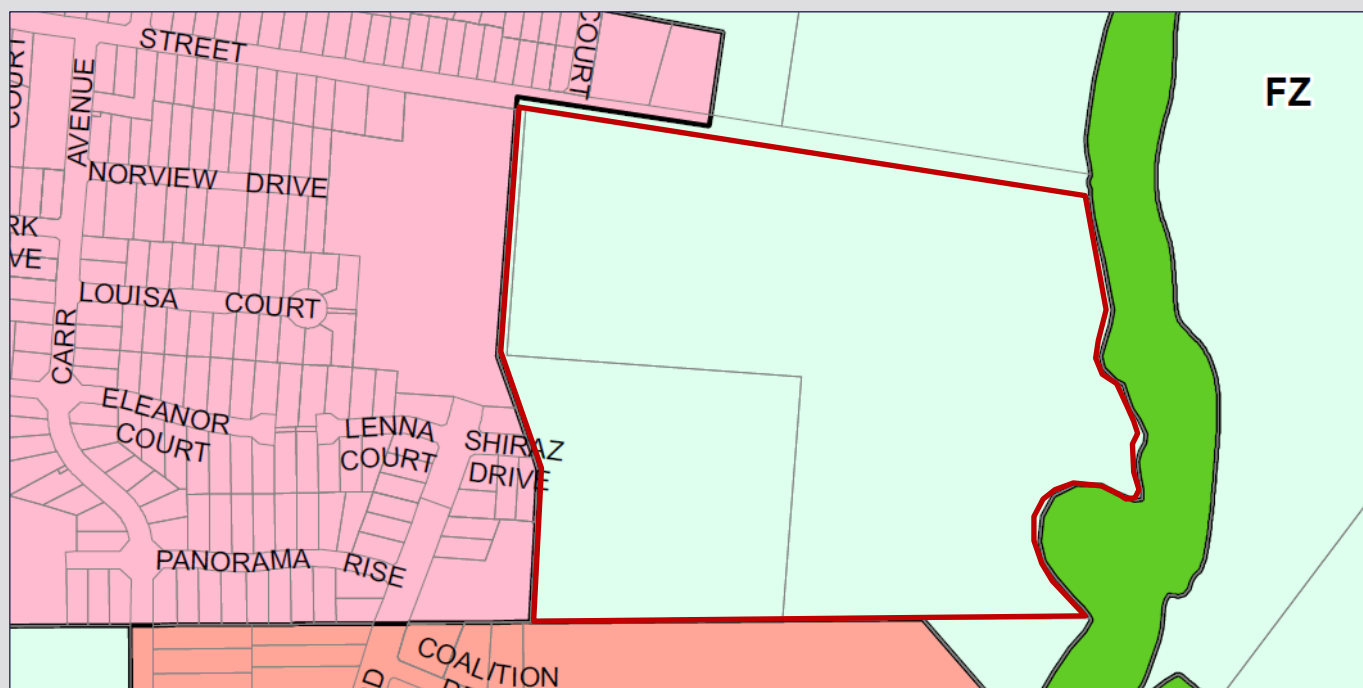 STREET
COURT
COURT
AVENUE
FZ
NORVIEW DRIVE
RK
VE
LOUISA COURT
CARR
ELEANOR
COURT
LENNA
COURT
SHIRAZ
DRIVE
PANORAMA RISE
COALITION
D